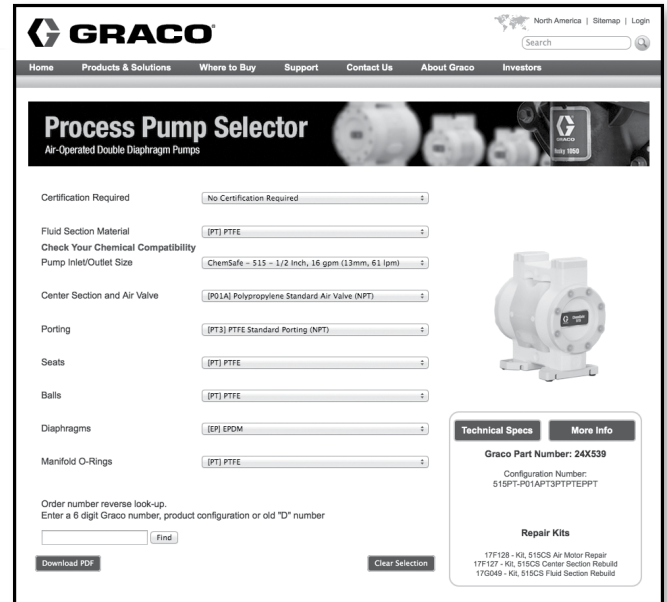 North America | Sitemap | Login
GRACO
Search
Home Products & Solutions Where to Buy Support Contact Us About Graco Investors
Process Pump Selector
Air-Operated Double Diaphragm Pumps
GRACO
Husky 1050
Certification Required No Certification Required
Fluid Section Material [PT] PTFE
Check Your Chemical Compatibility
Pump Inlet/Outlet Size ChemSafe – 515 – 1/2 Inch, 16 gpm (13mm, 61 lpm)
Center Section and Air Valve [P01A] Polypropylene Standard Air Valve (NPT)
Porting [PT3] PTFE Standard Porting (NPT)
Seats [PT] PTFE
Balls [PT] PTFE
Diaphragms [EP] EPDM
Manifold O-Rings [PT] PTFE
Order number reverse look-up.
Enter a 6 digit Graco number, product configuration or old "D" number
Find
Download PDF Clear Selection
Technical Specs More Info
Graco Part Number: 24X539
Configuration Number:
515PT-P01APT3PTPTEPPT
Repair Kits
17F128 - Kit, 515CS Air Motor Repair
17F127 - Kit, 515CS Center Section Rebuild
17G049 - Kit, 515CS Fluid Section Rebuild